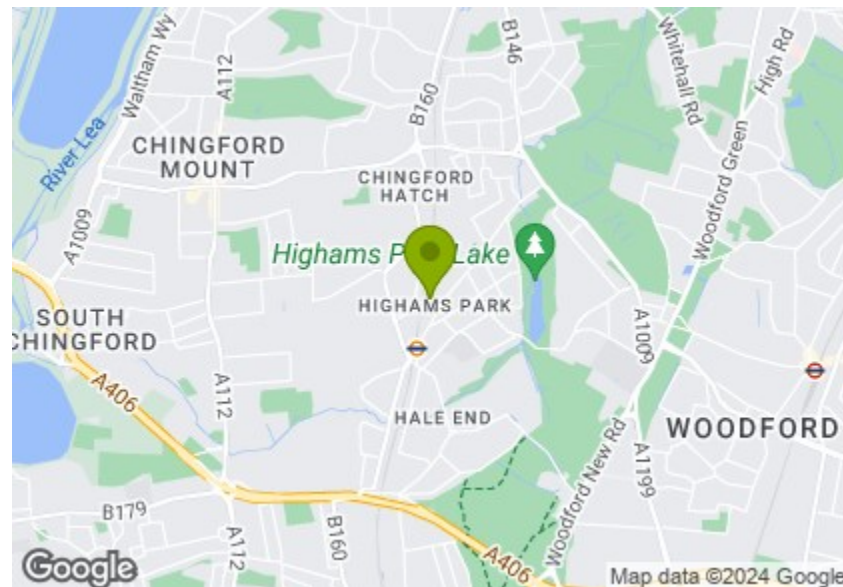 Waltham Wy
A112
B160
B146
Whitehall Rd
High Rd
River Lea
CHINGFORD
MOUNT
CHINGFORD
HATCH
Woodford Green
A1009
Highams P Lake
HIGHAMS PARK
SOUTH
CHINGFORD
A1009
A406
A112
HALE END
WOODFORD
Woodford New Rd
A1199
B179
A112
B160
A406
Google
Map data ©2024 Google